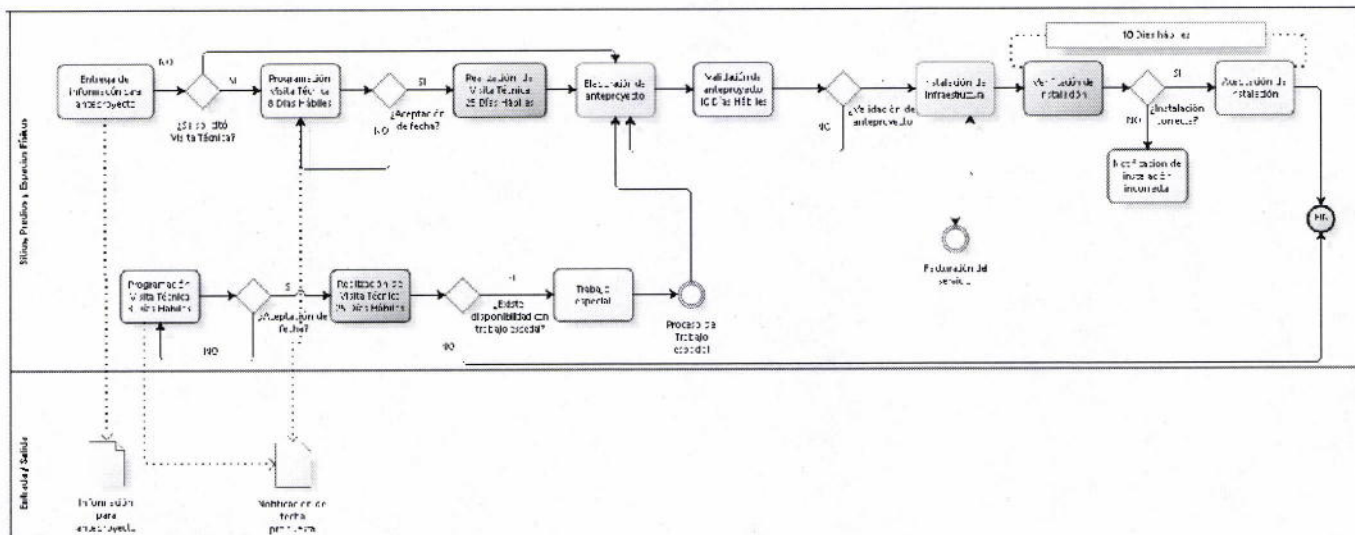 Sitios, Predios y Espacios Físicos
Entrega de
información para
anteproyecto
NO
SI
¿Se solicitó
Visita Técnica?
Programación
Visita Técnica
8 Días Hábiles
SI
¿Aceptación
de fecha?
NO
Realización de
Visita Técnica
25 Días Hábiles
Elaboración de
anteproyecto
Validación de
anteproyecto
10 Días Hábiles
NO
¿Validación de
anteproyecto
Instalación de
Infraestructura
10 Días hábiles
Verificación de
instalación
SI
¿Instalación
correcta?
NO
Aceptación de
instalación
Notificación de
instalación
incorrecta
FIN
Facturación del
servicio
Programación
Visita Técnica
8 Días Hábiles
¿Aceptación de
fecha?
NO
Realización de
Visita Técnica
25 Días Hábiles
¿Existe
disponibilidad con
trabajo especial?
NO
Trabajo
especial
Proceso de
Trabajo
especial
Entrada / Salida
Información
para
anteproyecto
Notificación de
fecha
propuesta